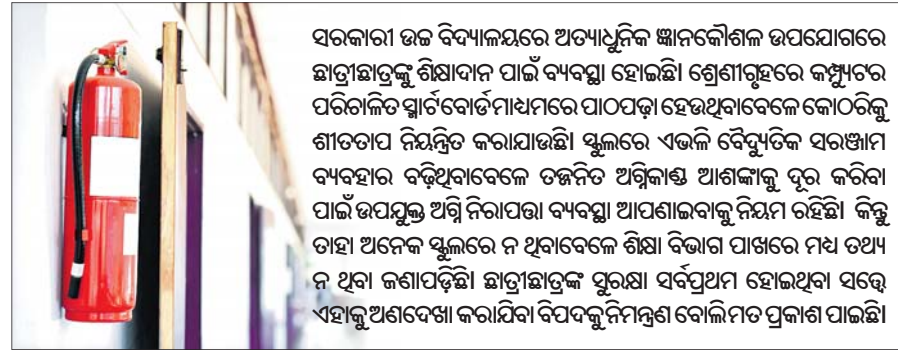 ସରକାରୀ ଉଚ୍ଚ ବିଦ୍ୟାଳୟରେ ଅତ୍ୟାଧୁନିକ ଜ୍ଞାନକୌଶଳ ଉପଯୋଗରେ
ଛାତ୍ରୀଛାତ୍ରଙ୍କୁ ଶିକ୍ଷାଦାନ ପାଇଁ ବ୍ୟବସ୍ଥା ହୋଇଛି। ଶ୍ରେଣୀଗୃହରେ କମ୍ପ୍ୟୁଟର
ପରିଚାଳିତ ସ୍ମାର୍ଟ ବୋର୍ଡ ମାଧ୍ୟମରେ ପାଠପଢ଼ା ହେଉଥିବାବେଳେ କୋଠରିକୁ
ଶୀତତାପ ନିୟନ୍ତ୍ରିତ କରାଯାଉଛି। ସ୍କୁଲରେ ଏଭଳି ବୈଦ୍ୟୁତିକ ସରଞ୍ଜାମ
ବ୍ୟବହାର ବଢ଼ିଥିବାବେଳେ ତଜ୍ଜନିତ ଅଗ୍ନିକାଣ୍ଡ ଆଶଙ୍କାକୁ ଦୂର କରିବା
ପାଇଁ ଉପଯୁକ୍ତ ଅଗ୍ନି ନିରାପତ୍ତା ବ୍ୟବସ୍ଥା ଆପଣାଇବାକୁ ନିୟମ ରହିଛି। କିନ୍ତୁ
ତାହା ଅନେକ ସ୍କୁଲରେ ନ ଥିବାବେଳେ ଶିକ୍ଷା ବିଭାଗ ପାଖରେ ମଧ୍ୟ ତଥ୍ୟ
ନ ଥିବା ଜଣାପଡ଼ିଛି। ଛାତ୍ରୀଛାତ୍ରଙ୍କ ସୁରକ୍ଷା ସର୍ବପ୍ରଥମ ହୋଇଥିବା ସତ୍ତ୍ୱେ
ଏହାକୁ ଅଣଦେଖା କରାଯିବା ବିପଦକୁ ନିମନ୍ତ୍ରଣ ବୋଲି ମତ ପ୍ରକାଶ ପାଇଛି।